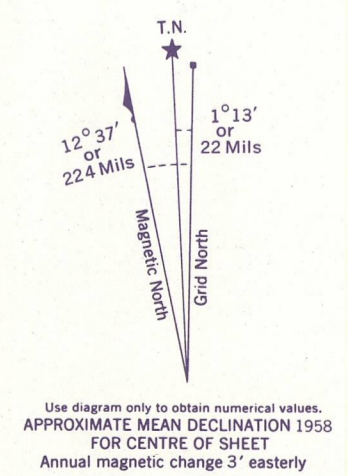 T.N.
1° 13′
or
22 Mils
12° 37′
or
224 Mils
Magnetic North
Grid North
Use diagram only to obtain numerical values.
APPROXIMATE MEAN DECLINATION 1958
FOR CENTRE OF SHEET
Annual magnetic change 3′ easterly